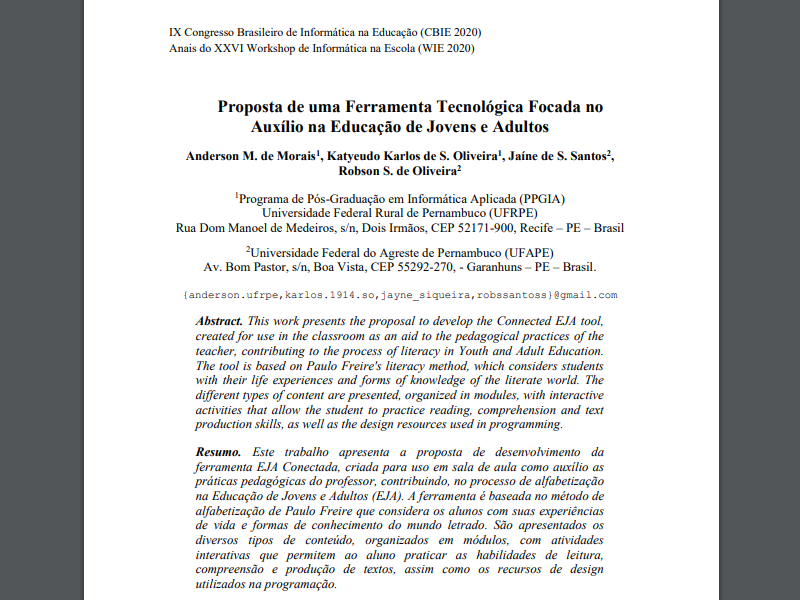 IX Congresso Brasileiro de Informática na Educação (CBIE 2020)
Anais do XXVI Workshop de Informática na Escola (WIE 2020)
Proposta de uma Ferramenta Tecnológica Focada no
Auxílio na Educação de Jovens e Adultos
Anderson M. de Morais¹, Katyeudo Karlos de S. Oliveira¹, Jaíne de S. Santos²,
Robson S. de Oliveira²
¹Programa de Pós-Graduação em Informática Aplicada (PPGIA)
Universidade Federal Rural de Pernambuco (UFRPE)
Rua Dom Manoel de Medeiros, s/n, Dois Irmãos, CEP 52171-900, Recife – PE – Brasil
²Universidade Federal do Agreste de Pernambuco (UFAPE)
Av. Bom Pastor, s/n, Boa Vista, CEP 55292-270, - Garanhuns – PE – Brasil.
{anderson.ufrpe,karlos.1914.so,jayne_siqueira,robssantoss}@gmail.com
Abstract. This work presents the proposal to develop the Connected EJA tool,
created for use in the classroom as an aid to the pedagogical practices of the
teacher, contributing to the process of literacy in Youth and Adult Education.
The tool is based on Paulo Freire's literacy method, which considers students
with their life experiences and forms of knowledge of the literate world. The
different types of content are presented, organized in modules, with interactive
activities that allow the student to practice reading, comprehension and text
production skills, as well as the design resources used in programming.
Resumo. Este trabalho apresenta a proposta de desenvolvimento da
ferramenta EJA Conectada, criada para uso em sala de aula como auxílio as
práticas pedagógicas do professor, contribuindo, no processo de alfabetização
na Educação de Jovens e Adultos (EJA). A ferramenta é baseada no método de
alfabetização de Paulo Freire que considera os alunos com suas experiências
de vida e formas de conhecimento do mundo letrado. São apresentados os
diversos tipos de conteúdo, organizados em módulos, com atividades
interativas que permitem ao aluno praticar as habilidades de leitura,
compreensão e produção de textos, assim como os recursos de design
utilizados na programação.